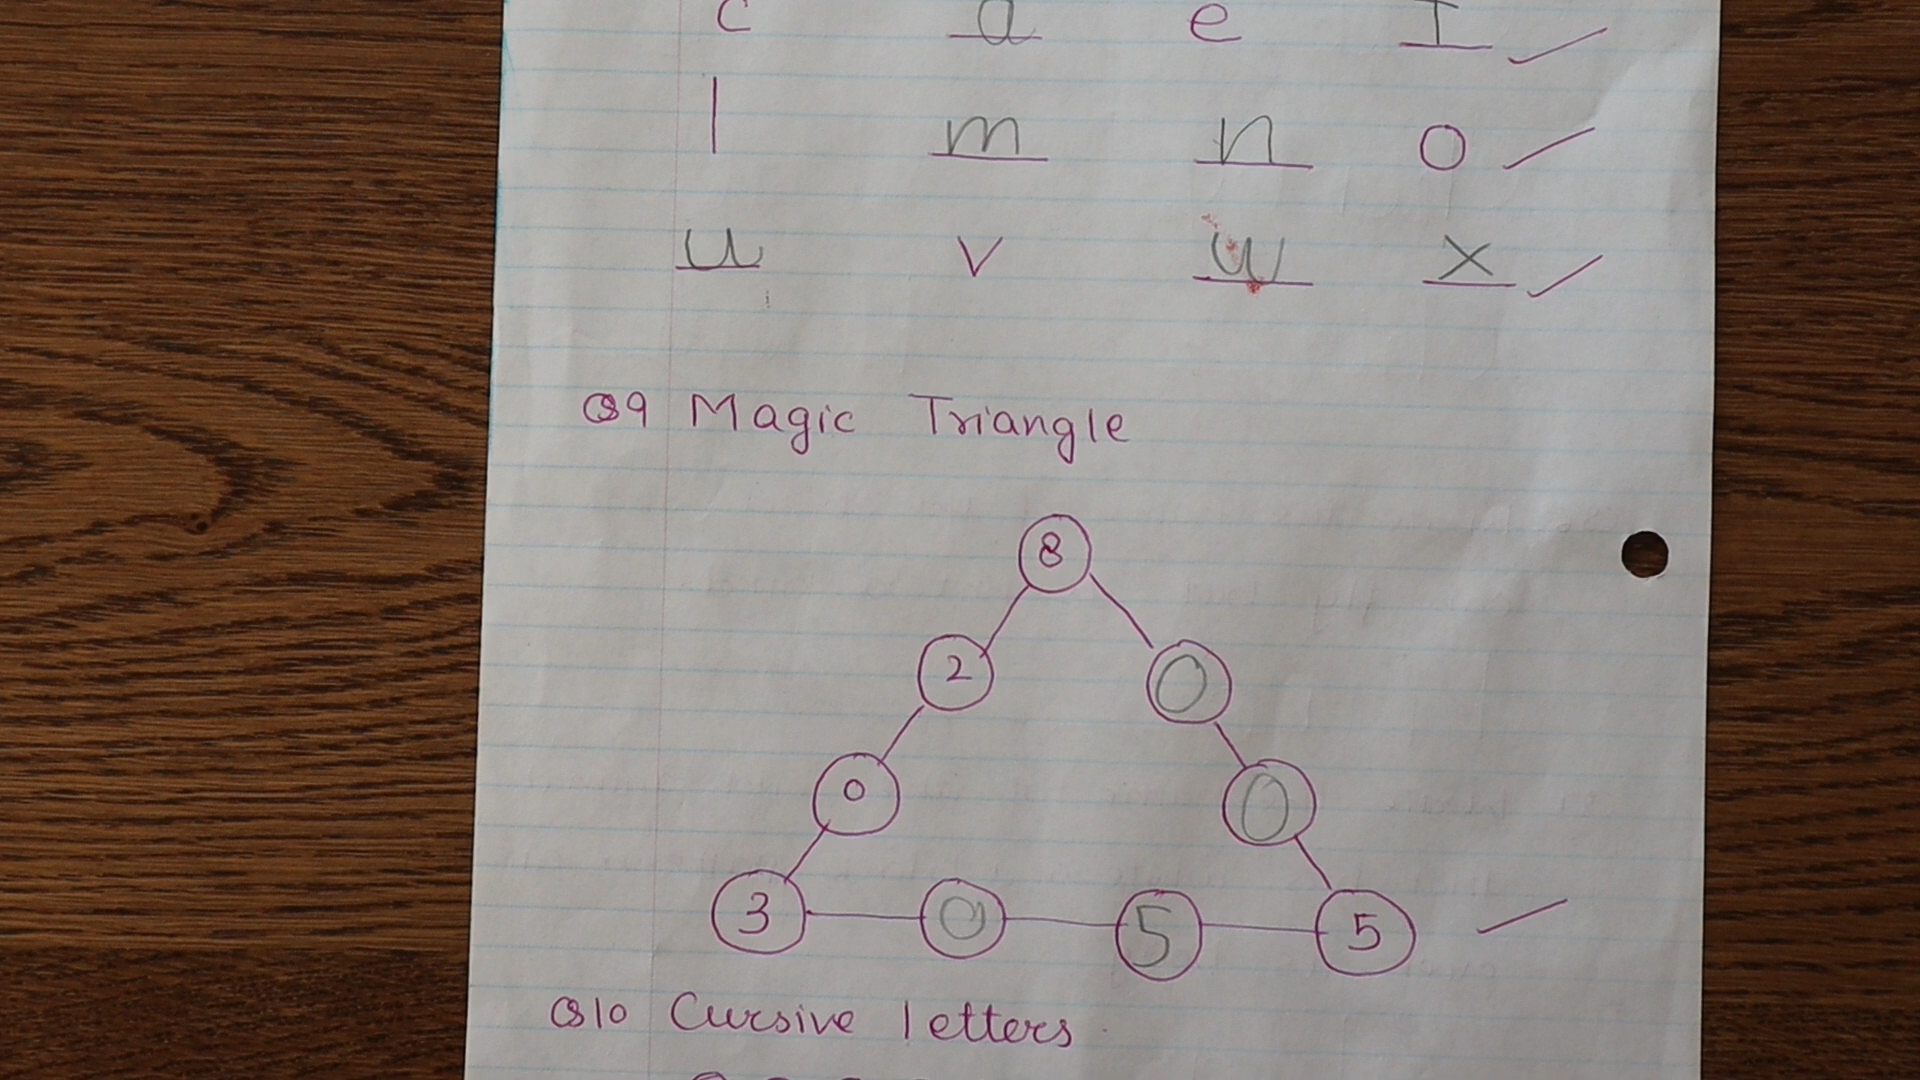 c d e f
l m n o
u v w x
Q9 Magic Triangle
8
2 0
0 0
3 0 5 5
Q10 Cursive letters